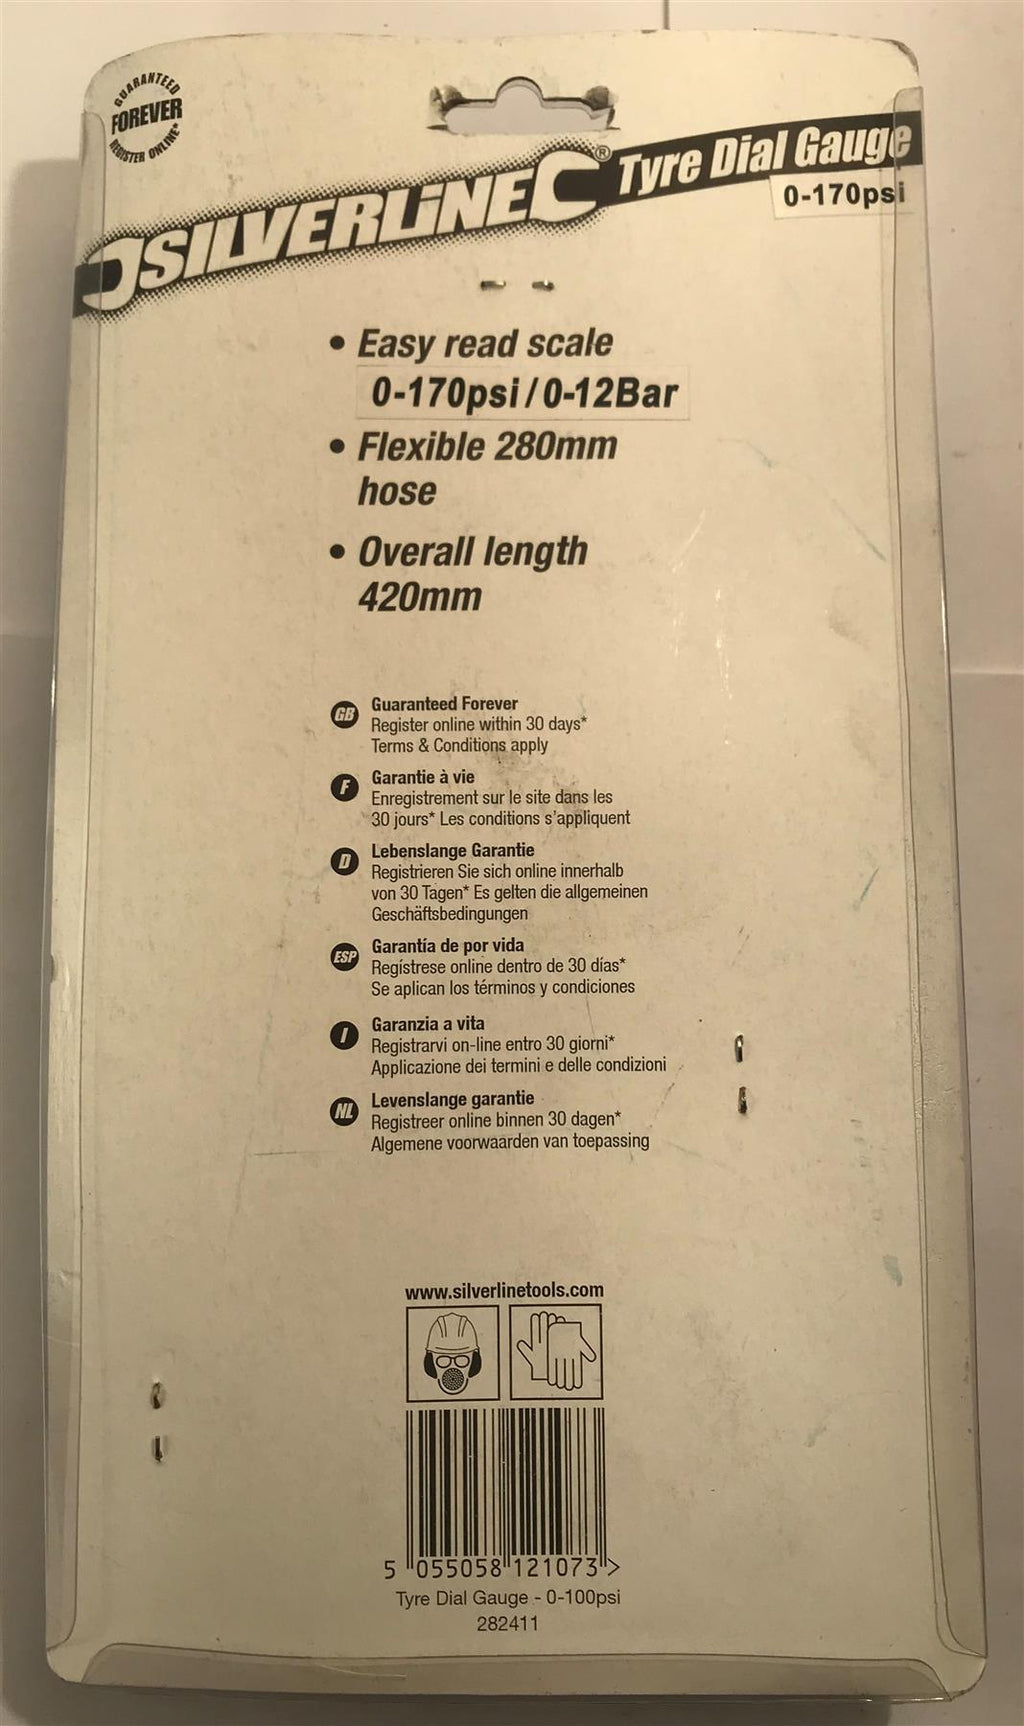 GUARANTEED
FOREVER
REGISTER ONLINE*
SILVERLINE® Tyre Dial Gauge
0-170psi
• Easy read scale
0-170psi/0-12Bar
• Flexible 280mm
hose
• Overall length
420mm
GB Guaranteed Forever
Register online within 30 days*
Terms & Conditions apply
F Garantie à vie
Enregistrement sur le site dans les
30 jours* Les conditions s'appliquent
D Lebenslange Garantie
Registrieren Sie sich online innerhalb
von 30 Tagen* Es gelten die allgemeinen
Geschäftsbedingungen
ESP Garantía de por vida
Regístrese online dentro de 30 días*
Se aplican los términos y condiciones
I Garanzia a vita
Registrarvi on-line entro 30 giorni*
Applicazione dei termini e delle condizioni
NL Levenslange garantie
Registreer online binnen 30 dagen*
Algemene voorwaarden van toepassing
www.silverlinetools.com
5 055058 121073 >
Tyre Dial Gauge - 0-100psi
282411